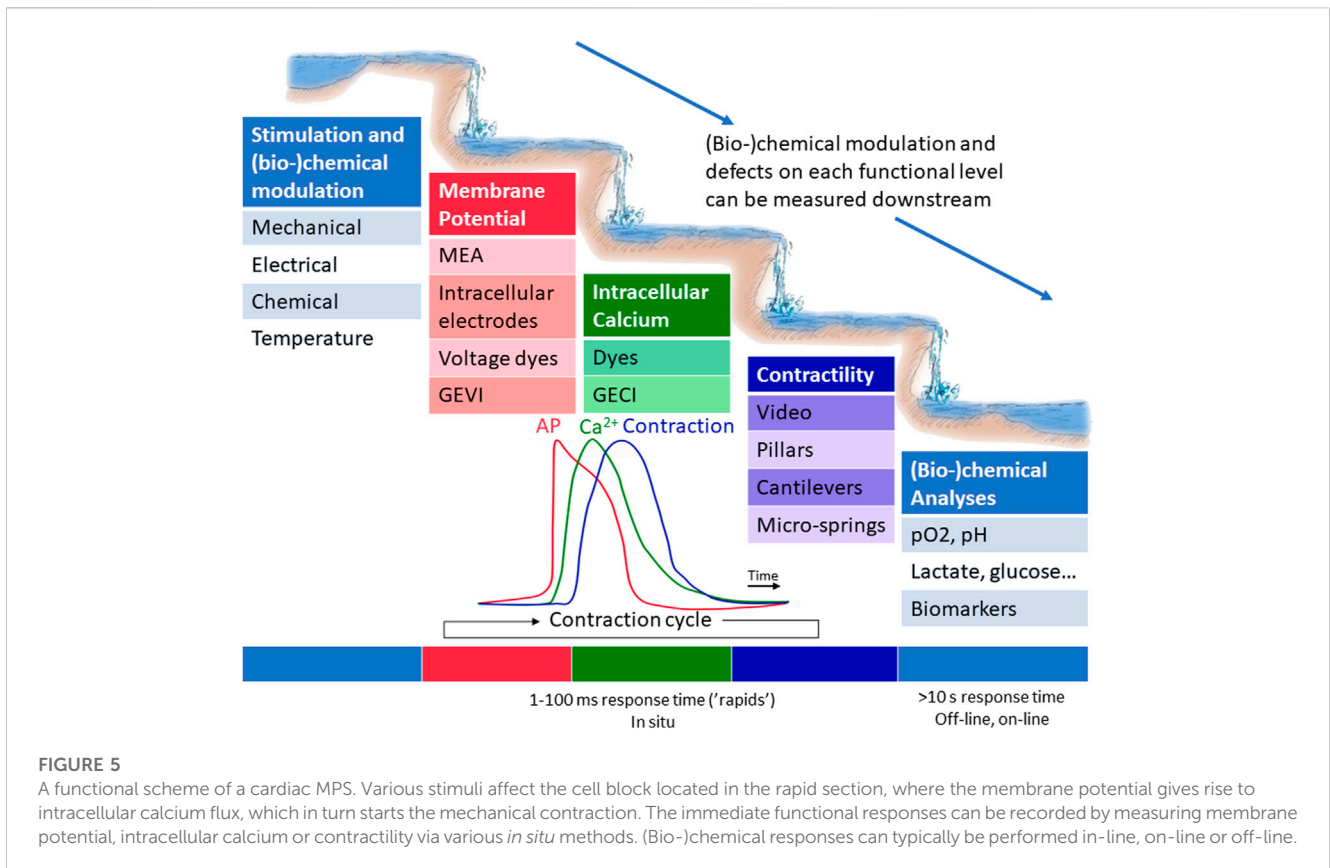 Stimulation and
(bio-)chemical
modulation
Mechanical
Electrical
Chemical
Temperature
Membrane
Potential
MEA
Intracellular
electrodes
Voltage dyes
GEVI
Intracellular
Calcium
Dyes
GECI
(Bio-)chemical modulation and
defects on each functional level
can be measured downstream
Contractility
Video
Pillars
Cantilevers
Micro-springs
(Bio-)chemical
Analyses
pO2, pH
Lactate, glucose...
Biomarkers
AP Ca²⁺ Contraction
Time
Contraction cycle
1-100 ms response time ('rapids')
In situ
>10 s response time
Off-line, on-line
FIGURE 5
A functional scheme of a cardiac MPS. Various stimuli affect the cell block located in the rapid section, where the membrane potential gives rise to
intracellular calcium flux, which in turn starts the mechanical contraction. The immediate functional responses can be recorded by measuring membrane
potential, intracellular calcium or contractility via various in situ methods. (Bio-)chemical responses can typically be performed in-line, on-line or off-line.